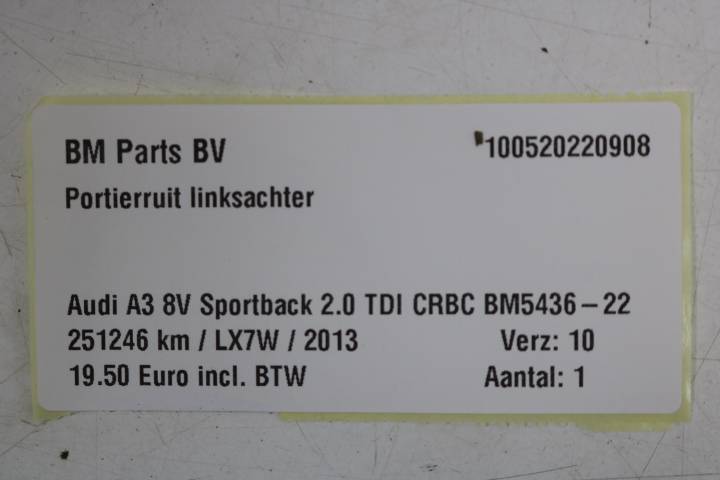 BM Parts BV 100520220908
Portierruit linksachter
Audi A3 8V Sportback 2.0 TDI CRBC BM5436-22
251246 km / LX7W / 2013 Verz: 10
19.50 Euro incl. BTW Aantal: 1